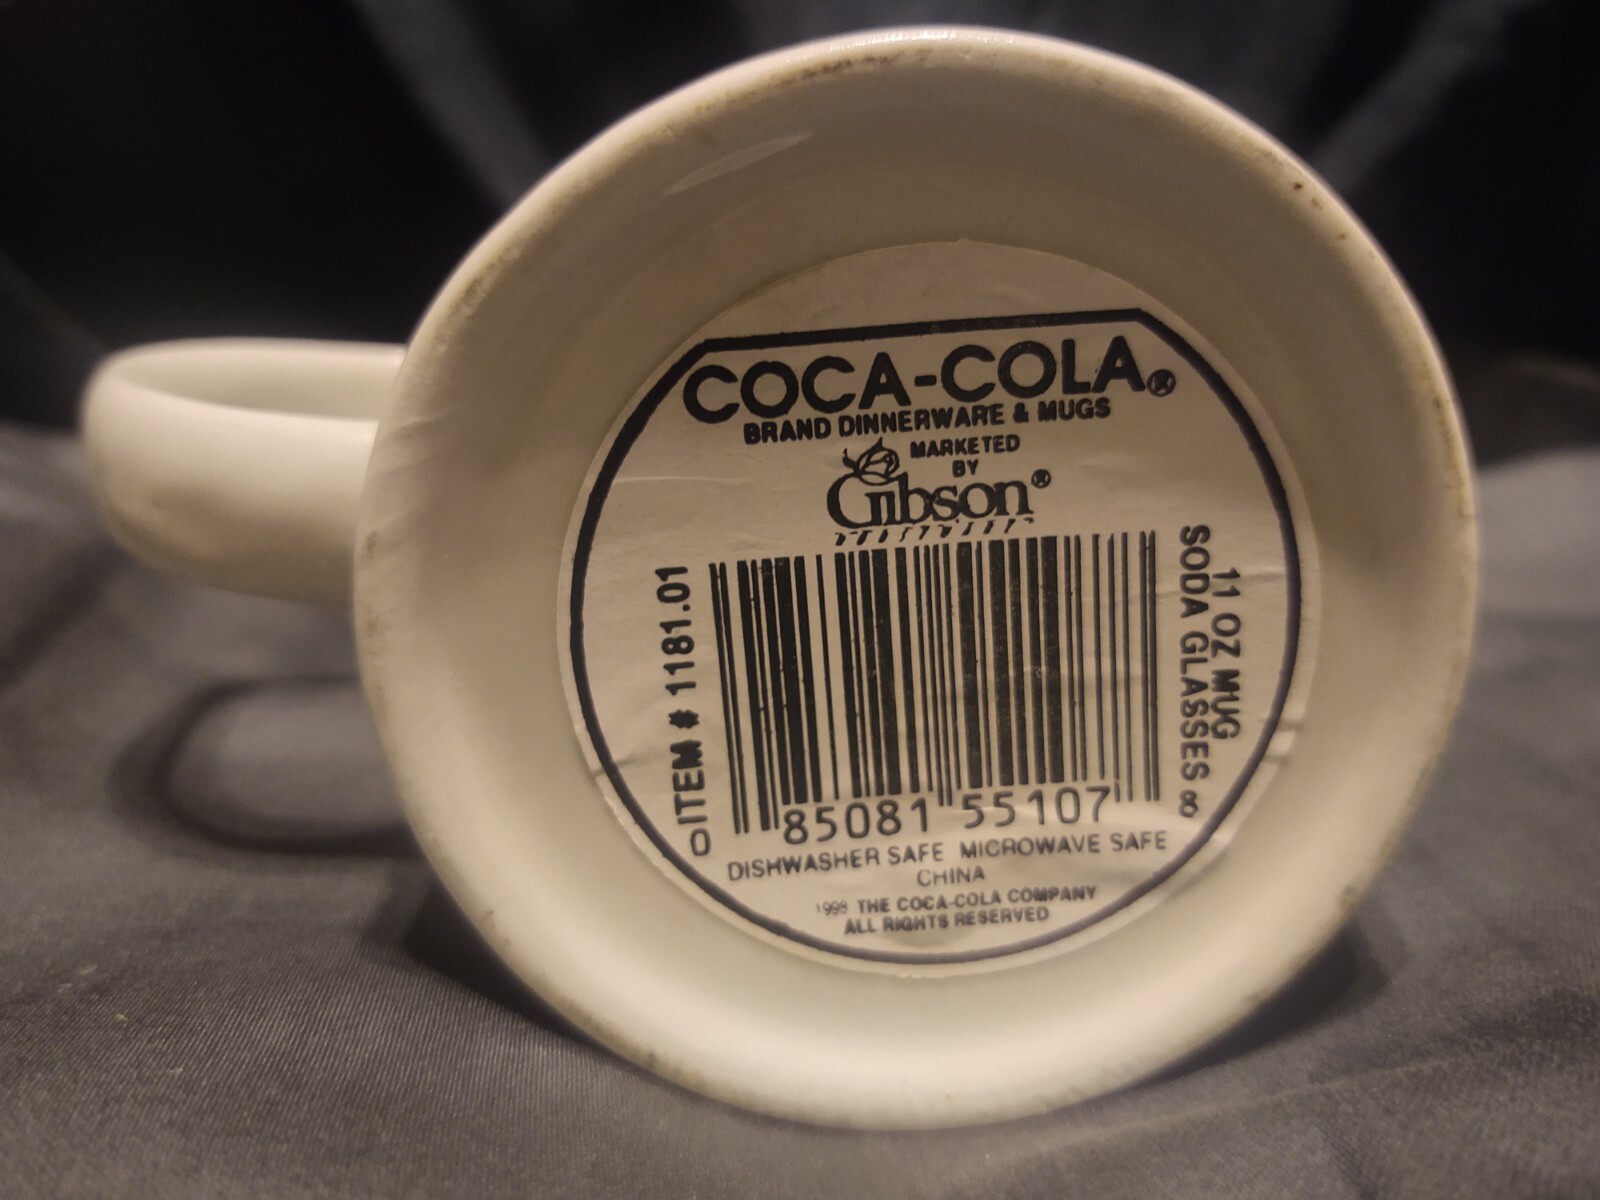 COCA-COLA®
BRAND DINNERWARE & MUGS
MARKETED
BY
Gibson®
ITEM # 1181.01
11 OZ MUG
SODA GLASSES 8
0 85081 55107 8
DISHWASHER SAFE MICROWAVE SAFE
CHINA
1998 THE COCA-COLA COMPANY
ALL RIGHTS RESERVED